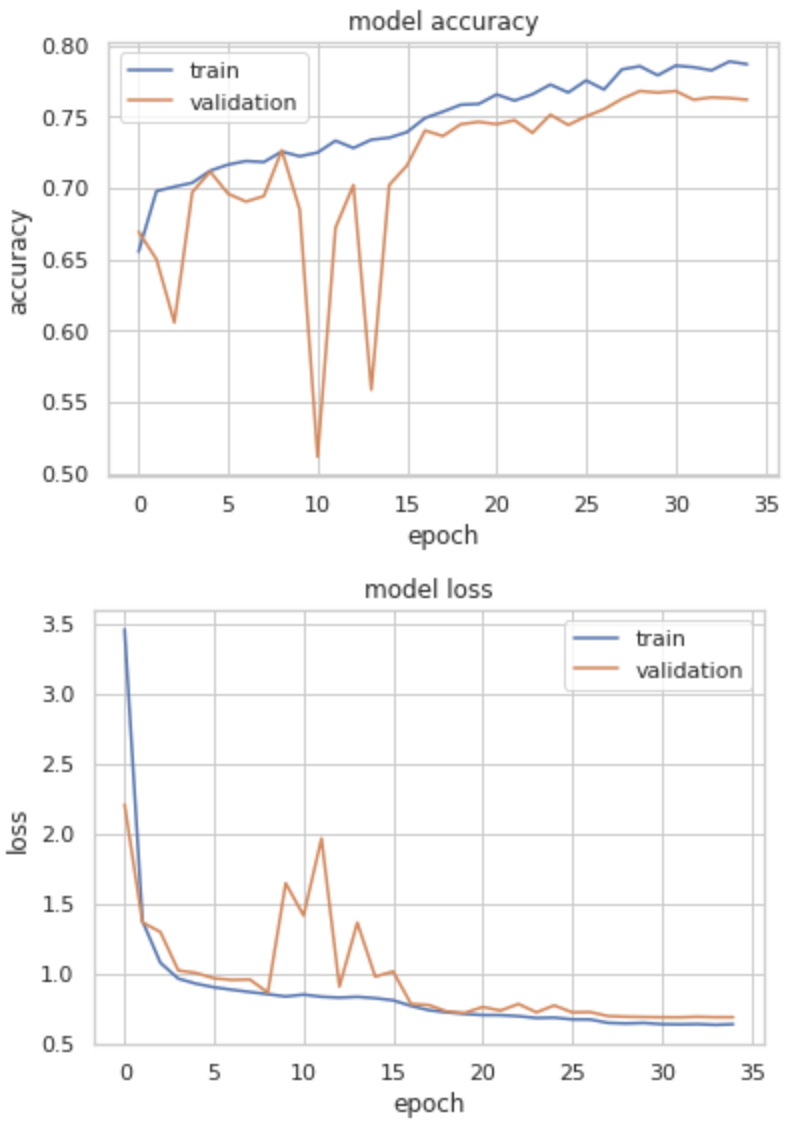 model accuracy
0.80
train
validation
0.75
0.70
0.65
0.60
0.55
0.50
accuracy
0 5 10 15 20 25 30 35
epoch
model loss
3.5
train
validation
3.0
2.5
2.0
1.5
1.0
0.5
loss
0 5 10 15 20 25 30 35
epoch